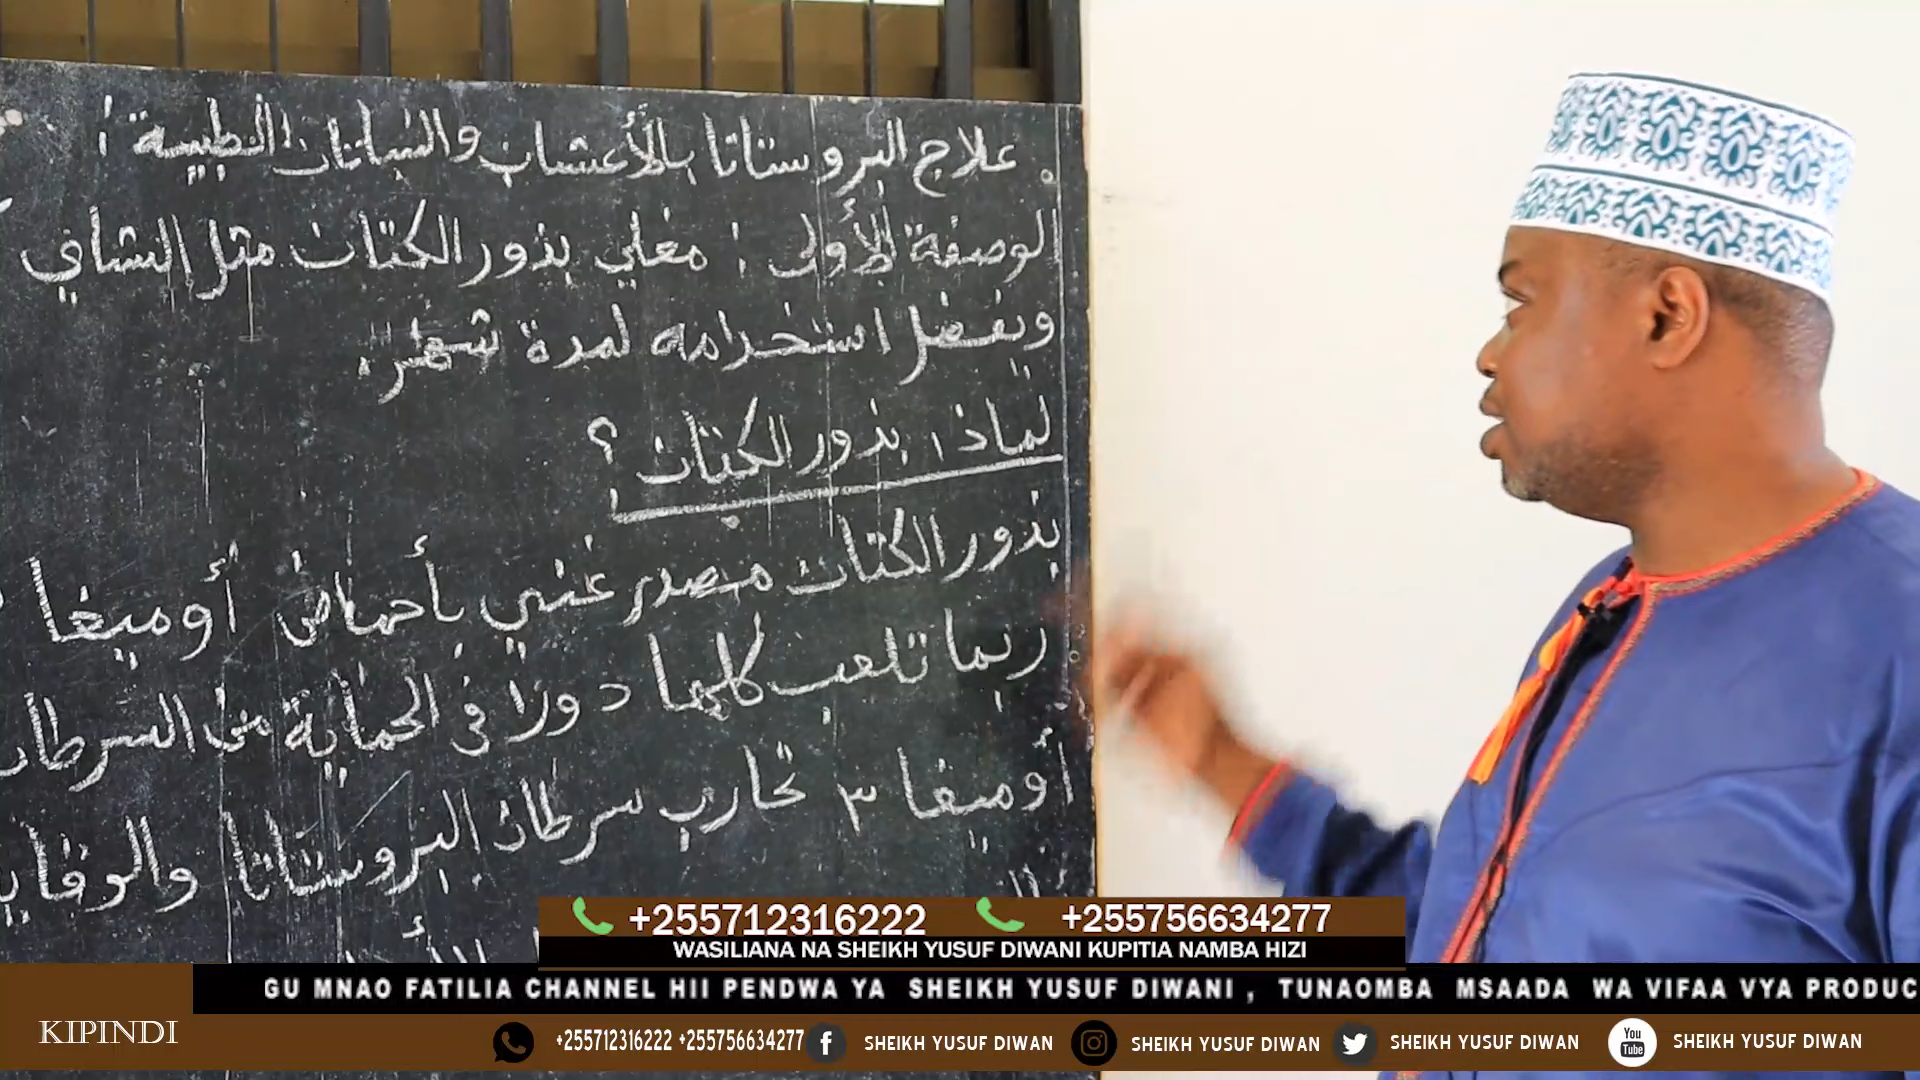 علاج البروستاتا بالأعشاب والنباتات الطبية :
الوصفة الأولى : مغلي بذور الكتان مثل الشاي
ويفضل استخدامه لمدة شهر .
لماذا بذور الكتان ؟
بذور الكتان مصدر غني بأحماض أوميغا
ربما تلعب كلها دورًا في الحماية من السرطان
أوميغا ٣ تحارب سرطان البروستاتا والوقاية
+255712316222 +255756634277
WASILIANA NA SHEIKH YUSUF DIWANI KUPITIA NAMBA HIZI
GU MNAO FATILIA CHANNEL HII PENDWA YA SHEIKH YUSUF DIWANI , TUNAOMBA MSAADA WA VIFAA VYA PRODUC
KIPINDI +255712316222 +255756634277 SHEIKH YUSUF DIWAN SHEIKH YUSUF DIWAN SHEIKH YUSUF DIWAN You Tube SHEIKH YUSUF DIWAN